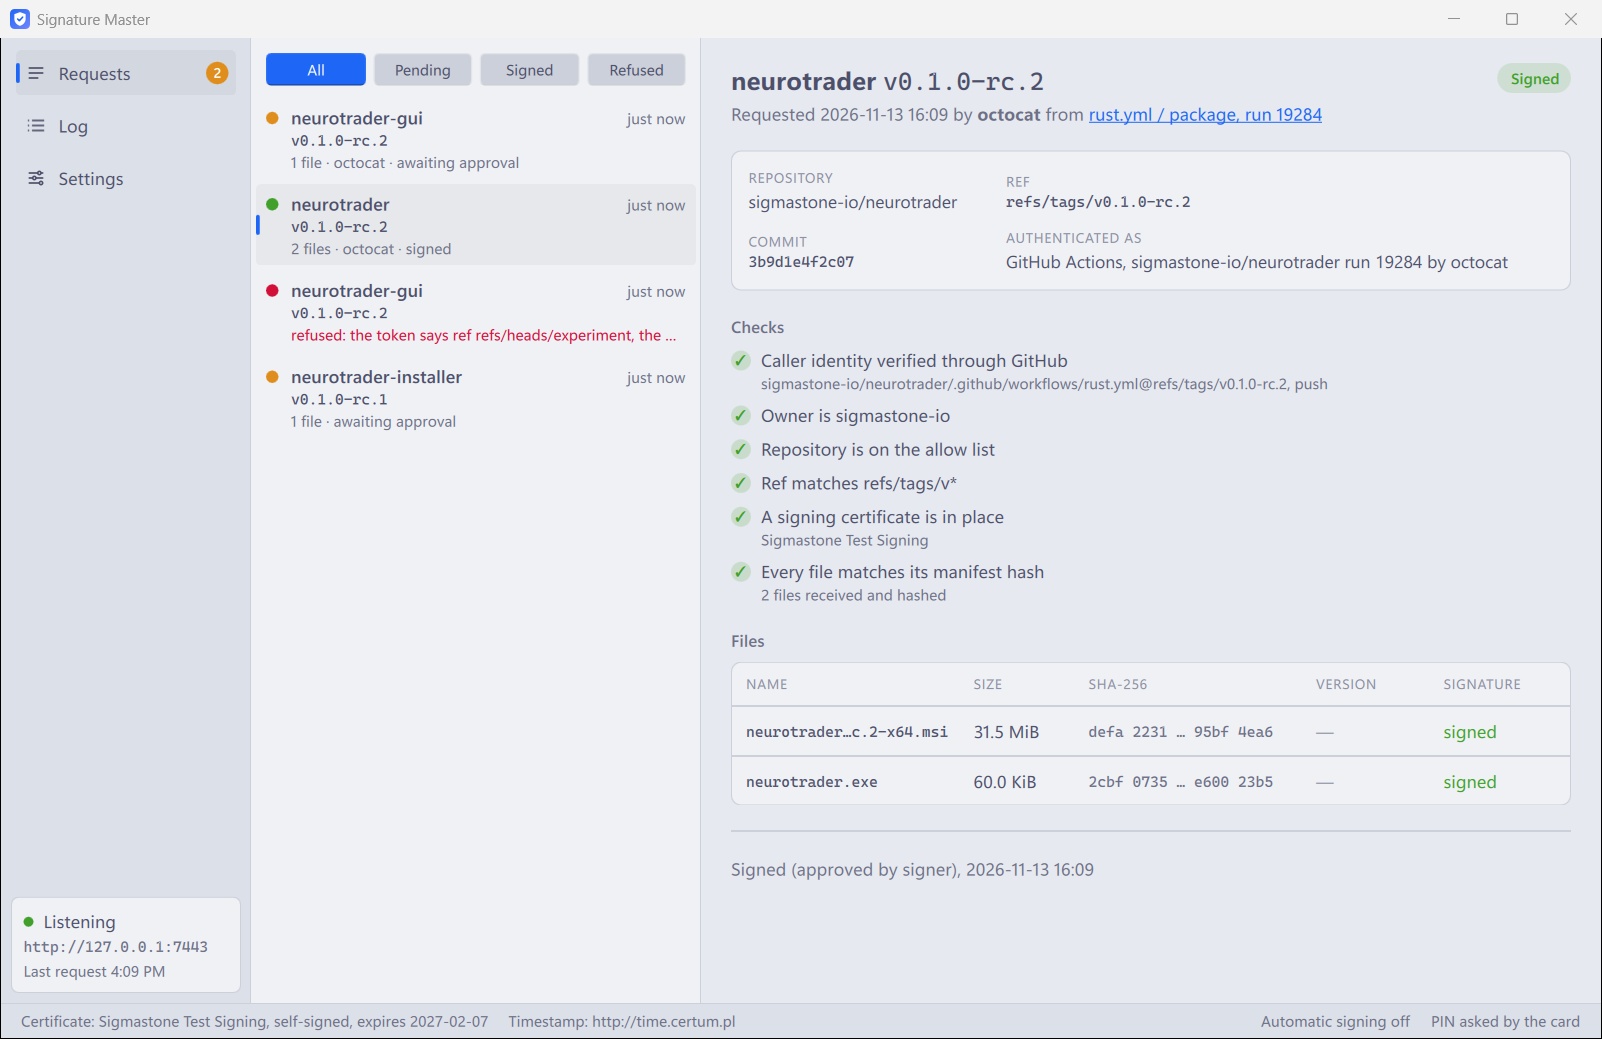 Signature Master
Requests 2
Log
Settings
Listening
http://127.0.0.1:7443
Last request 4:09 PM
All Pending Signed Refused
neurotrader-gui just now
v0.1.0-rc.2
1 file · octocat · awaiting approval
neurotrader just now
v0.1.0-rc.2
2 files · octocat · signed
neurotrader-gui just now
v0.1.0-rc.2
refused: the token says ref refs/heads/experiment, the ...
neurotrader-installer just now
v0.1.0-rc.1
1 file · awaiting approval
neurotrader v0.1.0-rc.2 Signed
Requested 2026-11-13 16:09 by octocat from rust.yml / package, run 19284
REPOSITORY
sigmastone-io/neurotrader
REF
refs/tags/v0.1.0-rc.2
COMMIT
3b9d1e4f2c07
AUTHENTICATED AS
GitHub Actions, sigmastone-io/neurotrader run 19284 by octocat
Checks
✓ Caller identity verified through GitHub
sigmastone-io/neurotrader/.github/workflows/rust.yml@refs/tags/v0.1.0-rc.2, push
✓ Owner is sigmastone-io
✓ Repository is on the allow list
✓ Ref matches refs/tags/v*
✓ A signing certificate is in place
Sigmastone Test Signing
✓ Every file matches its manifest hash
2 files received and hashed
Files
NAME SIZE SHA-256 VERSION SIGNATURE
neurotrader…c.2-x64.msi 31.5 MiB defa 2231 … 95bf 4ea6 — signed
neurotrader.exe 60.0 KiB 2cbf 0735 … e600 23b5 — signed
Signed (approved by signer), 2026-11-13 16:09
Certificate: Sigmastone Test Signing, self-signed, expires 2027-02-07 Timestamp: http://time.certum.pl Automatic signing off PIN asked by the card